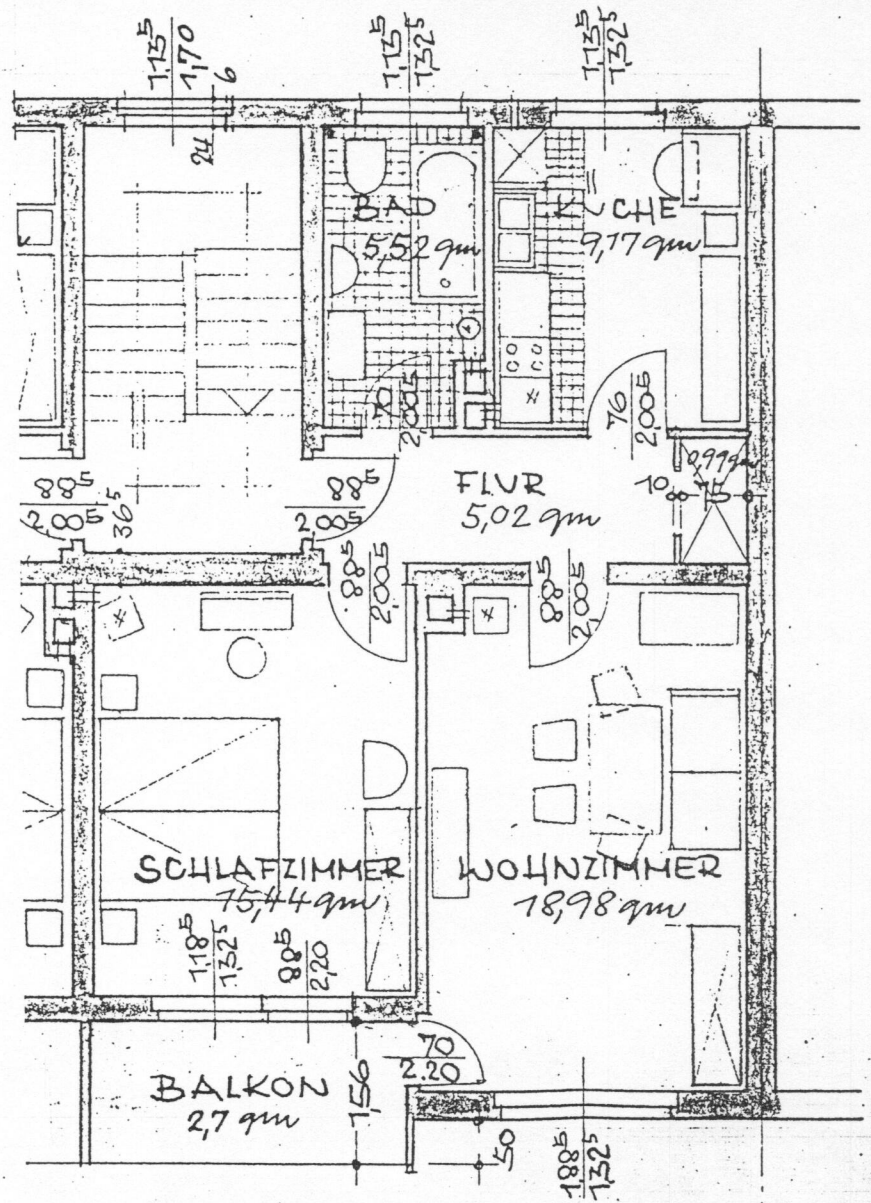 1,13⁵
1,70
6
24
1,13⁵
1,32⁵
1,13⁵
1,32⁵
BAD
5,52 qm
KÜCHE
9,17 qm
70
2,00⁵
76
2,00⁵
88⁵
2 00⁵
36⁵
88⁵
2 00⁵
FLUR
5,02 qm
10
0,99 qm
88⁵
2,00⁵
88⁵
2,00⁵
SCHLAFZIMMER
15,44 qm
WOHNZIMMER
18,98 qm
1,18⁵
1,32⁵
88⁵
2,20
BALKON
2,7 qm
1,56
70
2.20
50
1,88⁵
1,32⁵